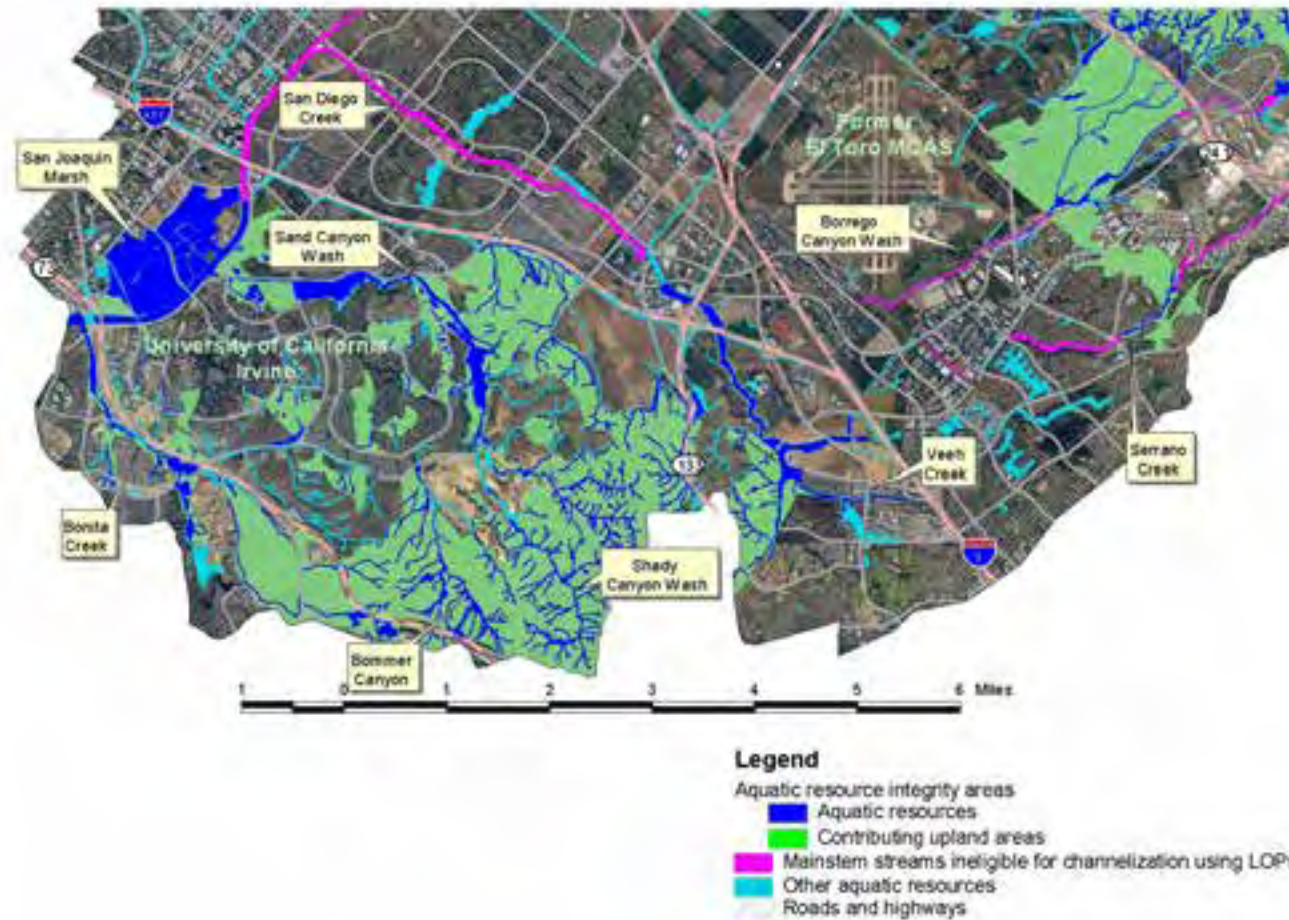 San Diego
Creek
San Joaquin
Marsh
Former
El Toro MCAS
Sand Canyon
Wash
Borrego
Canyon Wash
73
University of California
Irvine
Veeh
Creek
Serrano
Creek
Bonita
Creek
Shady
Canyon Wash
5
Bommer
Canyon
1 0 1 2 3 4 5 6 Miles
Legend
Aquatic resource integrity areas
Aquatic resources
Contributing upland areas
Mainstem streams ineligible for channelization using LOP
Other aquatic resources
Roads and highways